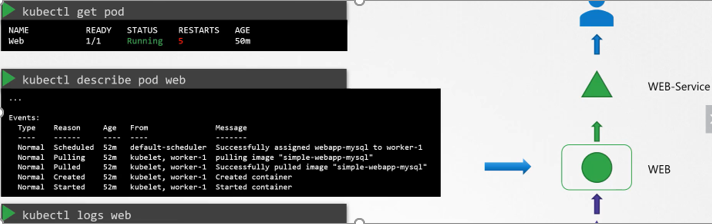 kubectl get pod
NAME READY STATUS RESTARTS AGE
Web 1/1 Running 5 50m
kubectl describe pod web
...
Events:
Type Reason Age From Message
---- ------ ---- ---- -------
Normal Scheduled 52m default-scheduler Successfully assigned webapp-mysql to worker-1
Normal Pulling 52m kubelet, worker-1 pulling image "simple-webapp-mysql"
Normal Pulled 52m kubelet, worker-1 Successfully pulled image "simple-webapp-mysql"
Normal Created 52m kubelet, worker-1 Created container
Normal Started 52m kubelet, worker-1 Started container
kubectl logs web
WEB-Service
WEB